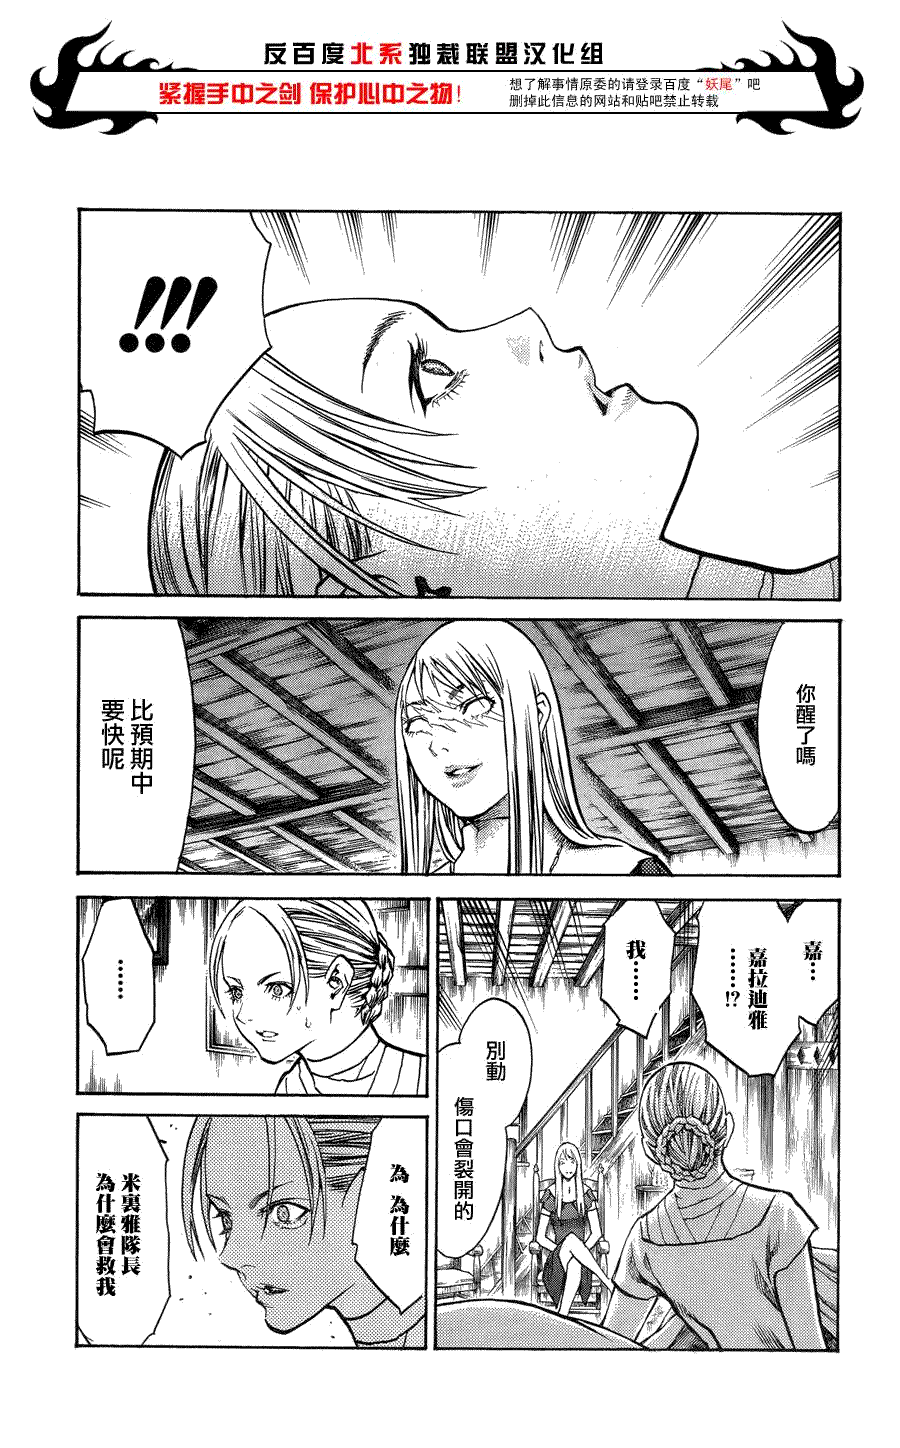 反百度北系独裁联盟汉化组
紧握手中之剑 保护心中之物!
想了解事情原委的请登录百度“妖尾”吧
删掉此信息的网站和贴吧禁止转载
!!!
你醒了嗎
比預期中
要快呢
嘉…
嘉拉迪雅
……!?
我……
別動
傷口會裂開的
……
為 為什麼
米裏雅隊長
為什麼會救我